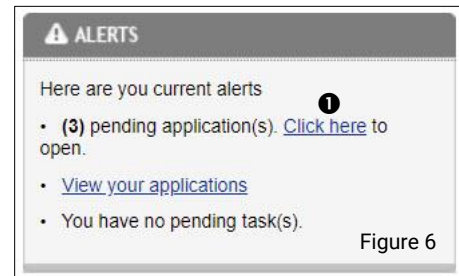 ALERTS
Here are you current alerts
❶
• (3) pending application(s). Click here to
open.
• View your applications
• You have no pending task(s).
Figure 6